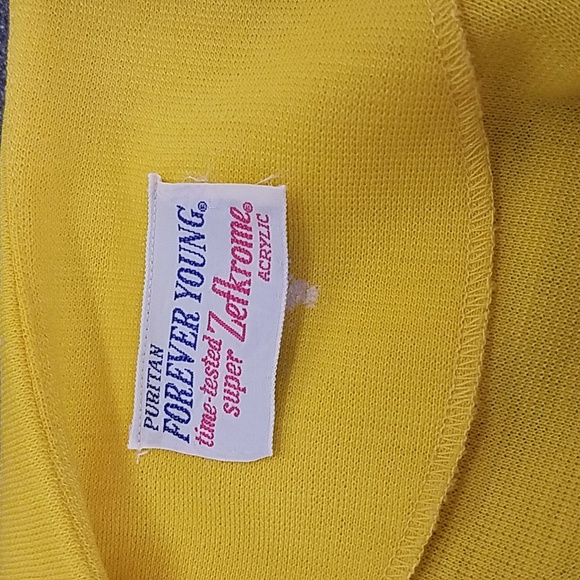 PURITAN
FOREVER YOUNG®
time-tested
super Zefkrome®
ACRYLIC